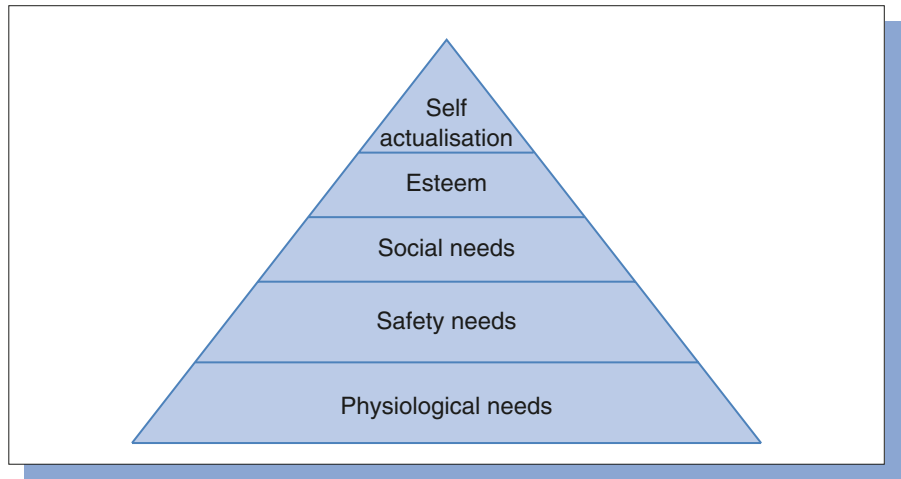 Self
actualisation
Esteem
Social needs
Safety needs
Physiological needs